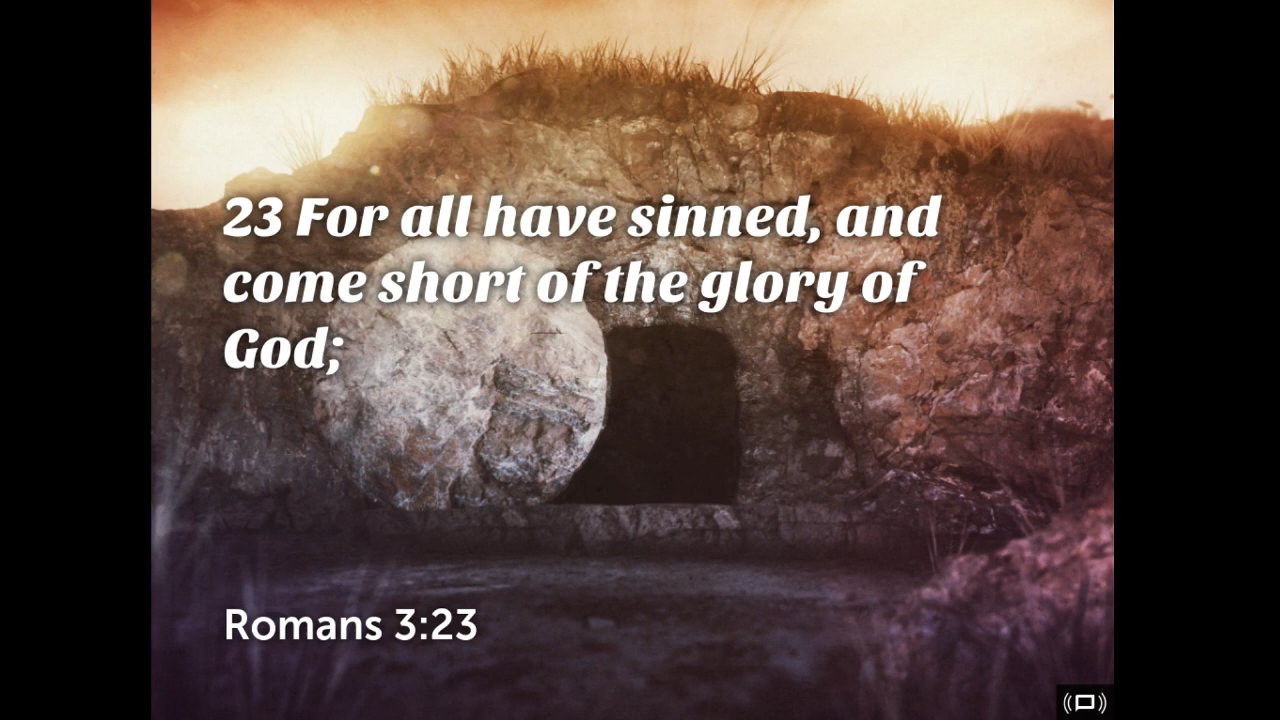 23 For all have sinned, and
come short of the glory of
God;
Romans 3:23